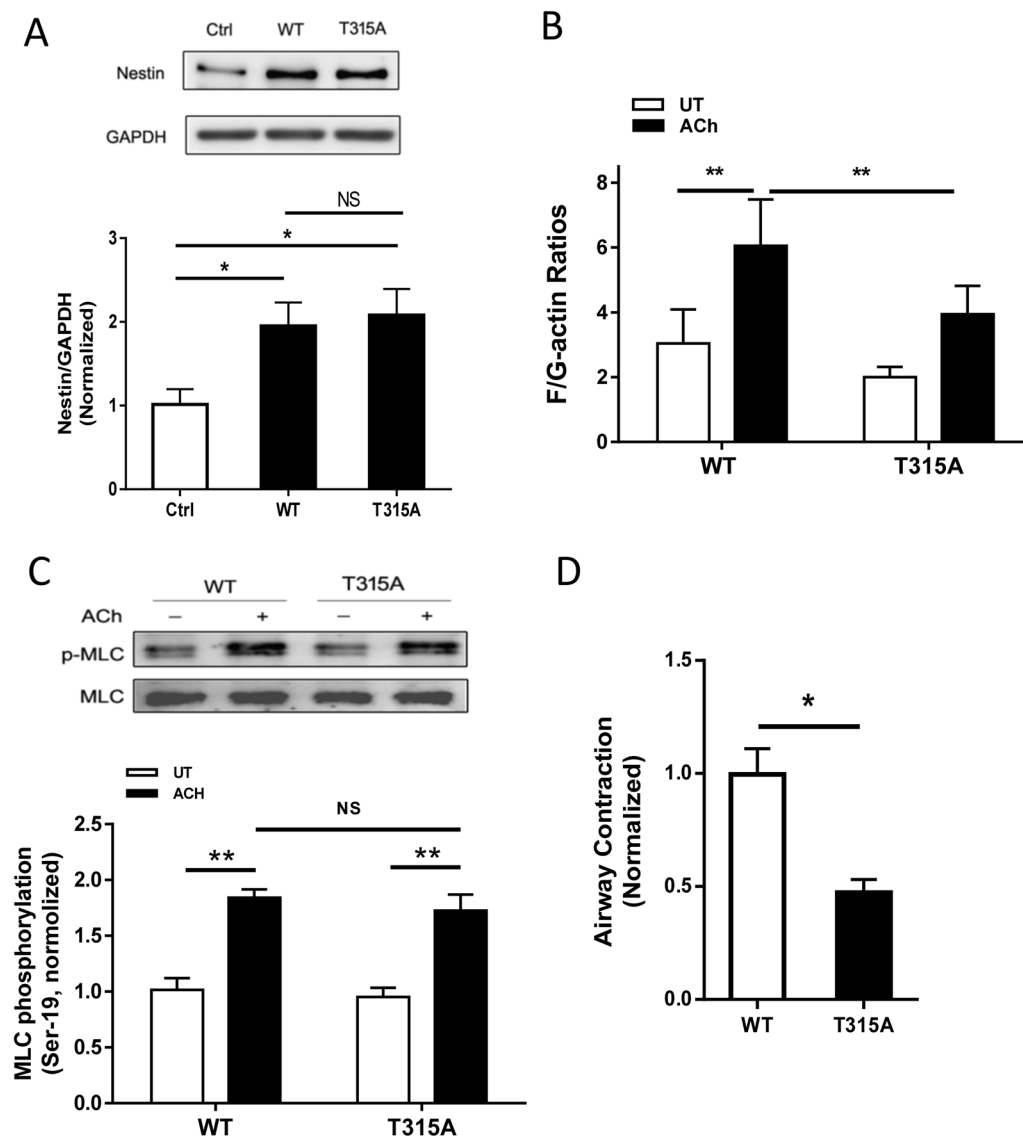 A
Ctrl WT T315A
Nestin
GAPDH
NS
*
*
3
2
1
0
Nestin/GAPDH
(Normalized)
Ctrl WT T315A
B
UT
ACh
** **
8
6
4
2
0
F/G-actin Ratios
WT T315A
C
WT T315A
ACh – + – +
p-MLC
MLC
UT
ACH
NS
** **
2.5
2.0
1.5
1.0
0.5
0.0
MLC phosphorylation
(Ser-19, normolized)
WT T315A
D
*
1.5
1.0
0.5
0.0
Airway Contraction
(Normalized)
WT T315A